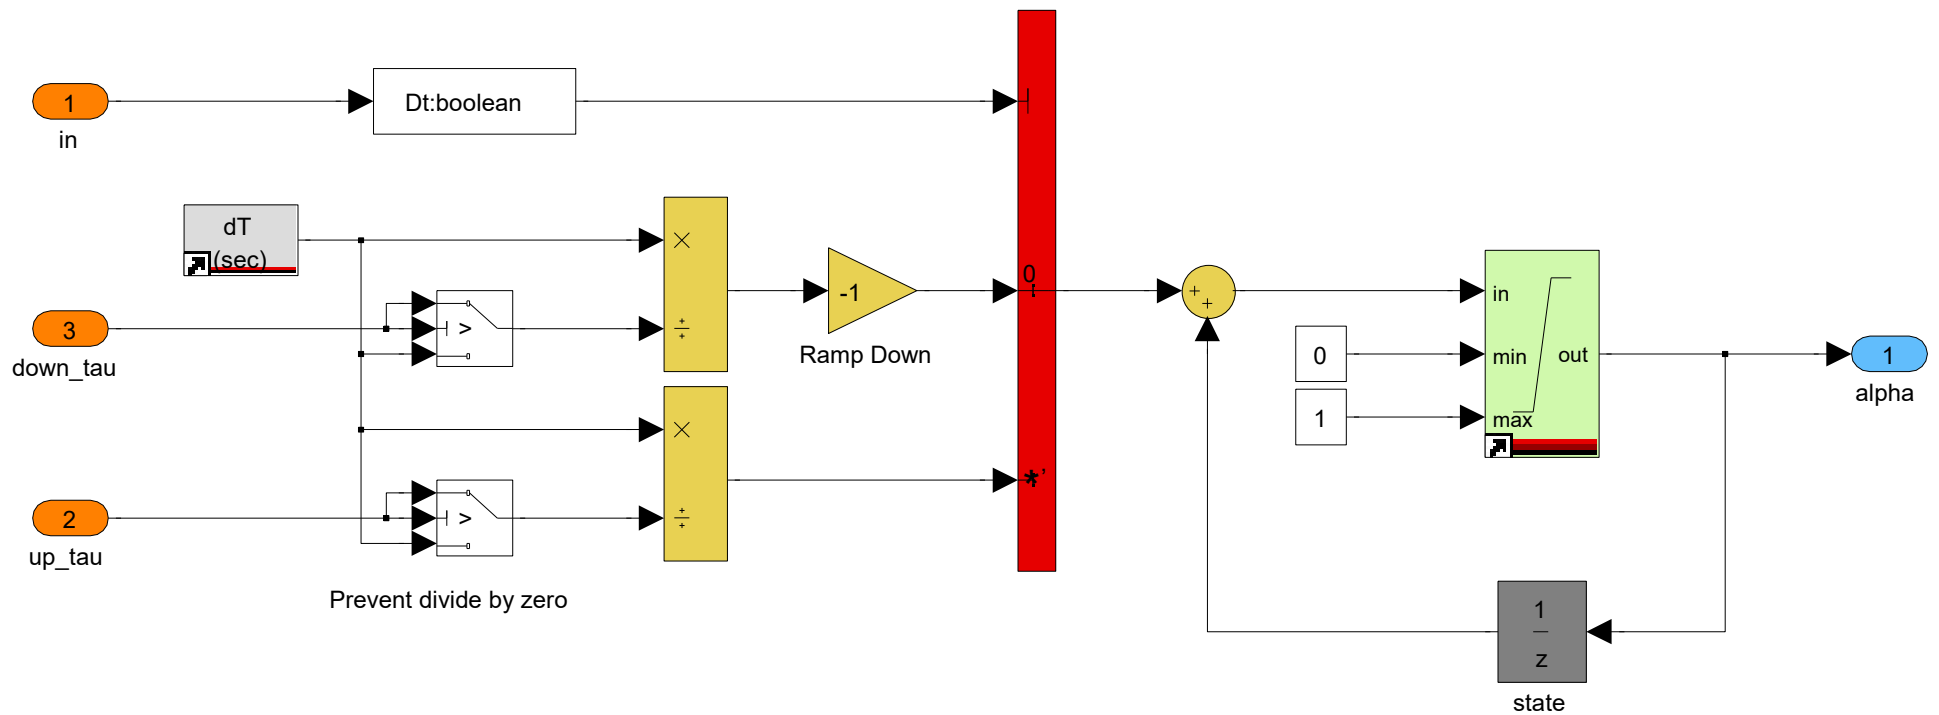 1
in
Dt:boolean
dT
(sec)
3
down_tau
>
×
÷
-1
Ramp Down
0
×
÷
*,
2
up_tau
>
Prevent divide by zero
+
+
in
min
max
out
0
1
1
alpha
1
z
state